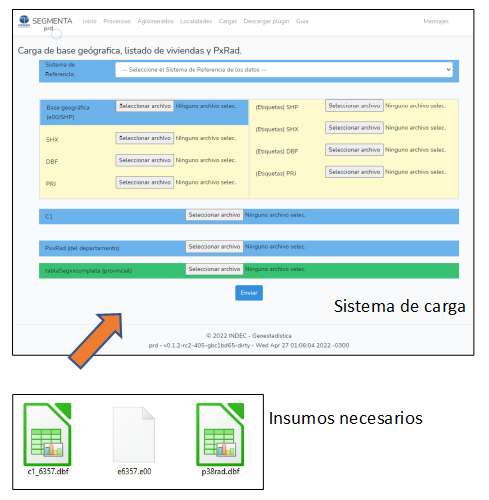 SEGMENTA Inicio Provincias Aglomerados Localidades Cargar Descargar plugin Guia Mensajes
prd
Carga de base geógrafica, listado de viviendas y PxRad.
Sistema de
Referencia:
-- Seleccione el Sistema de Referencia de los datos --
Base geográfica
(e00/SHP)
Seleccionar archivo Ninguno archivo selec.
SHX
Seleccionar archivo Ninguno archivo selec.
DBF
Seleccionar archivo Ninguno archivo selec.
PRJ
Seleccionar archivo Ninguno archivo selec.
(Etiquetas) SHP
Seleccionar archivo Ninguno archivo selec.
(Etiquetas) SHX
Seleccionar archivo Ninguno archivo selec.
(Etiquetas) DBF
Seleccionar archivo Ninguno archivo selec.
(Etiquetas) PRJ
Seleccionar archivo Ninguno archivo selec.
C1 Seleccionar archivo Ninguno archivo selec.
PxxRad (del departamento) Seleccionar archivo Ninguno archivo selec.
tablaSegxxcompleta (provincial) Seleccionar archivo Ninguno archivo selec.
Enviar
Sistema de carga
© 2022 INDEC - Geoestadística
prd - v0.1.2-rc2-405-gbc1bd65-dirty - Wed Apr 27 01:06:04 2022 -0300
Insumos necesarios
c1_6357.dbf e6357.e00 p38rad.dbf